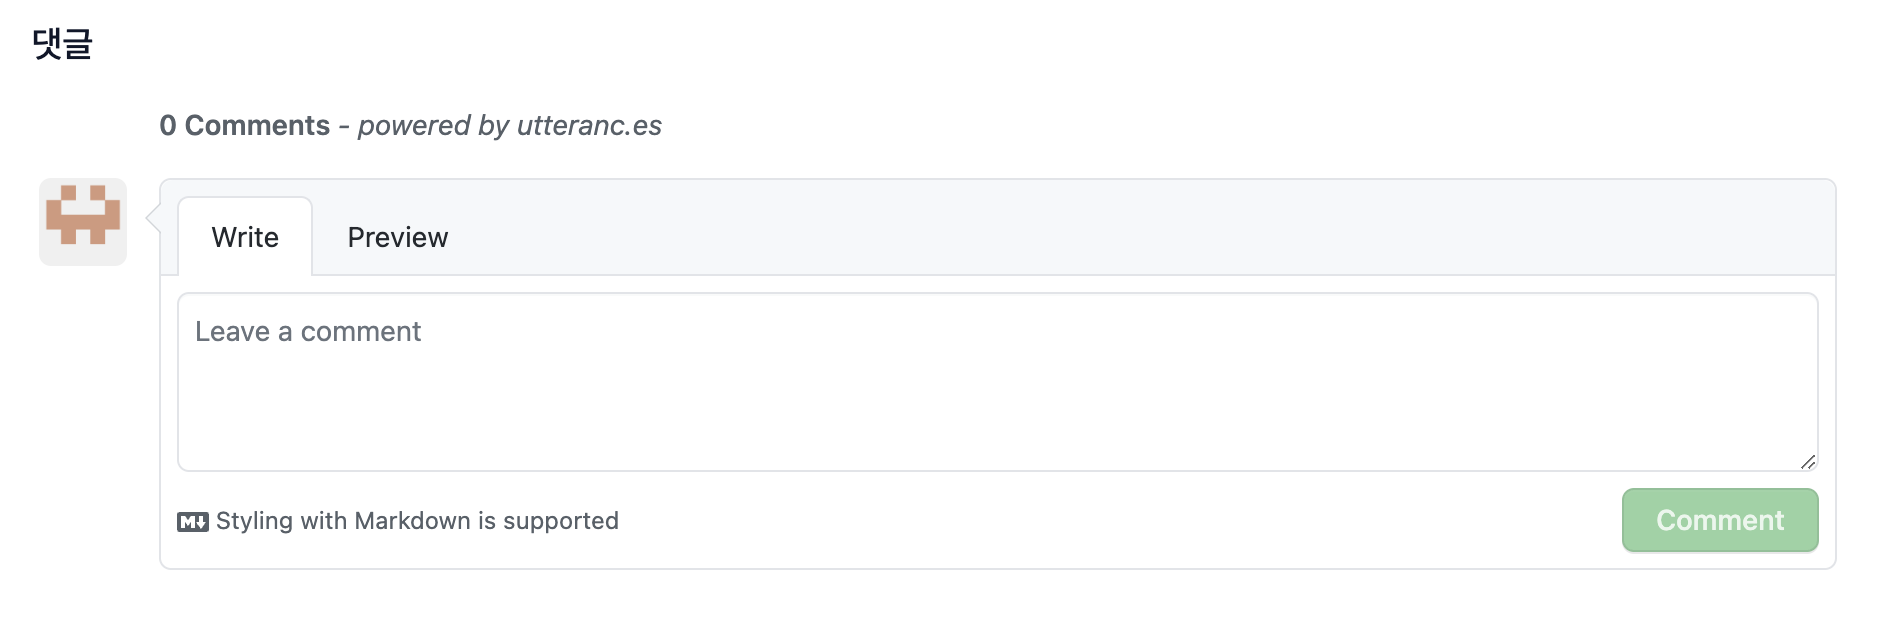 댓글
0 Comments - powered by utteranc.es
Write
Preview
Leave a comment
M↓ Styling with Markdown is supported
Comment